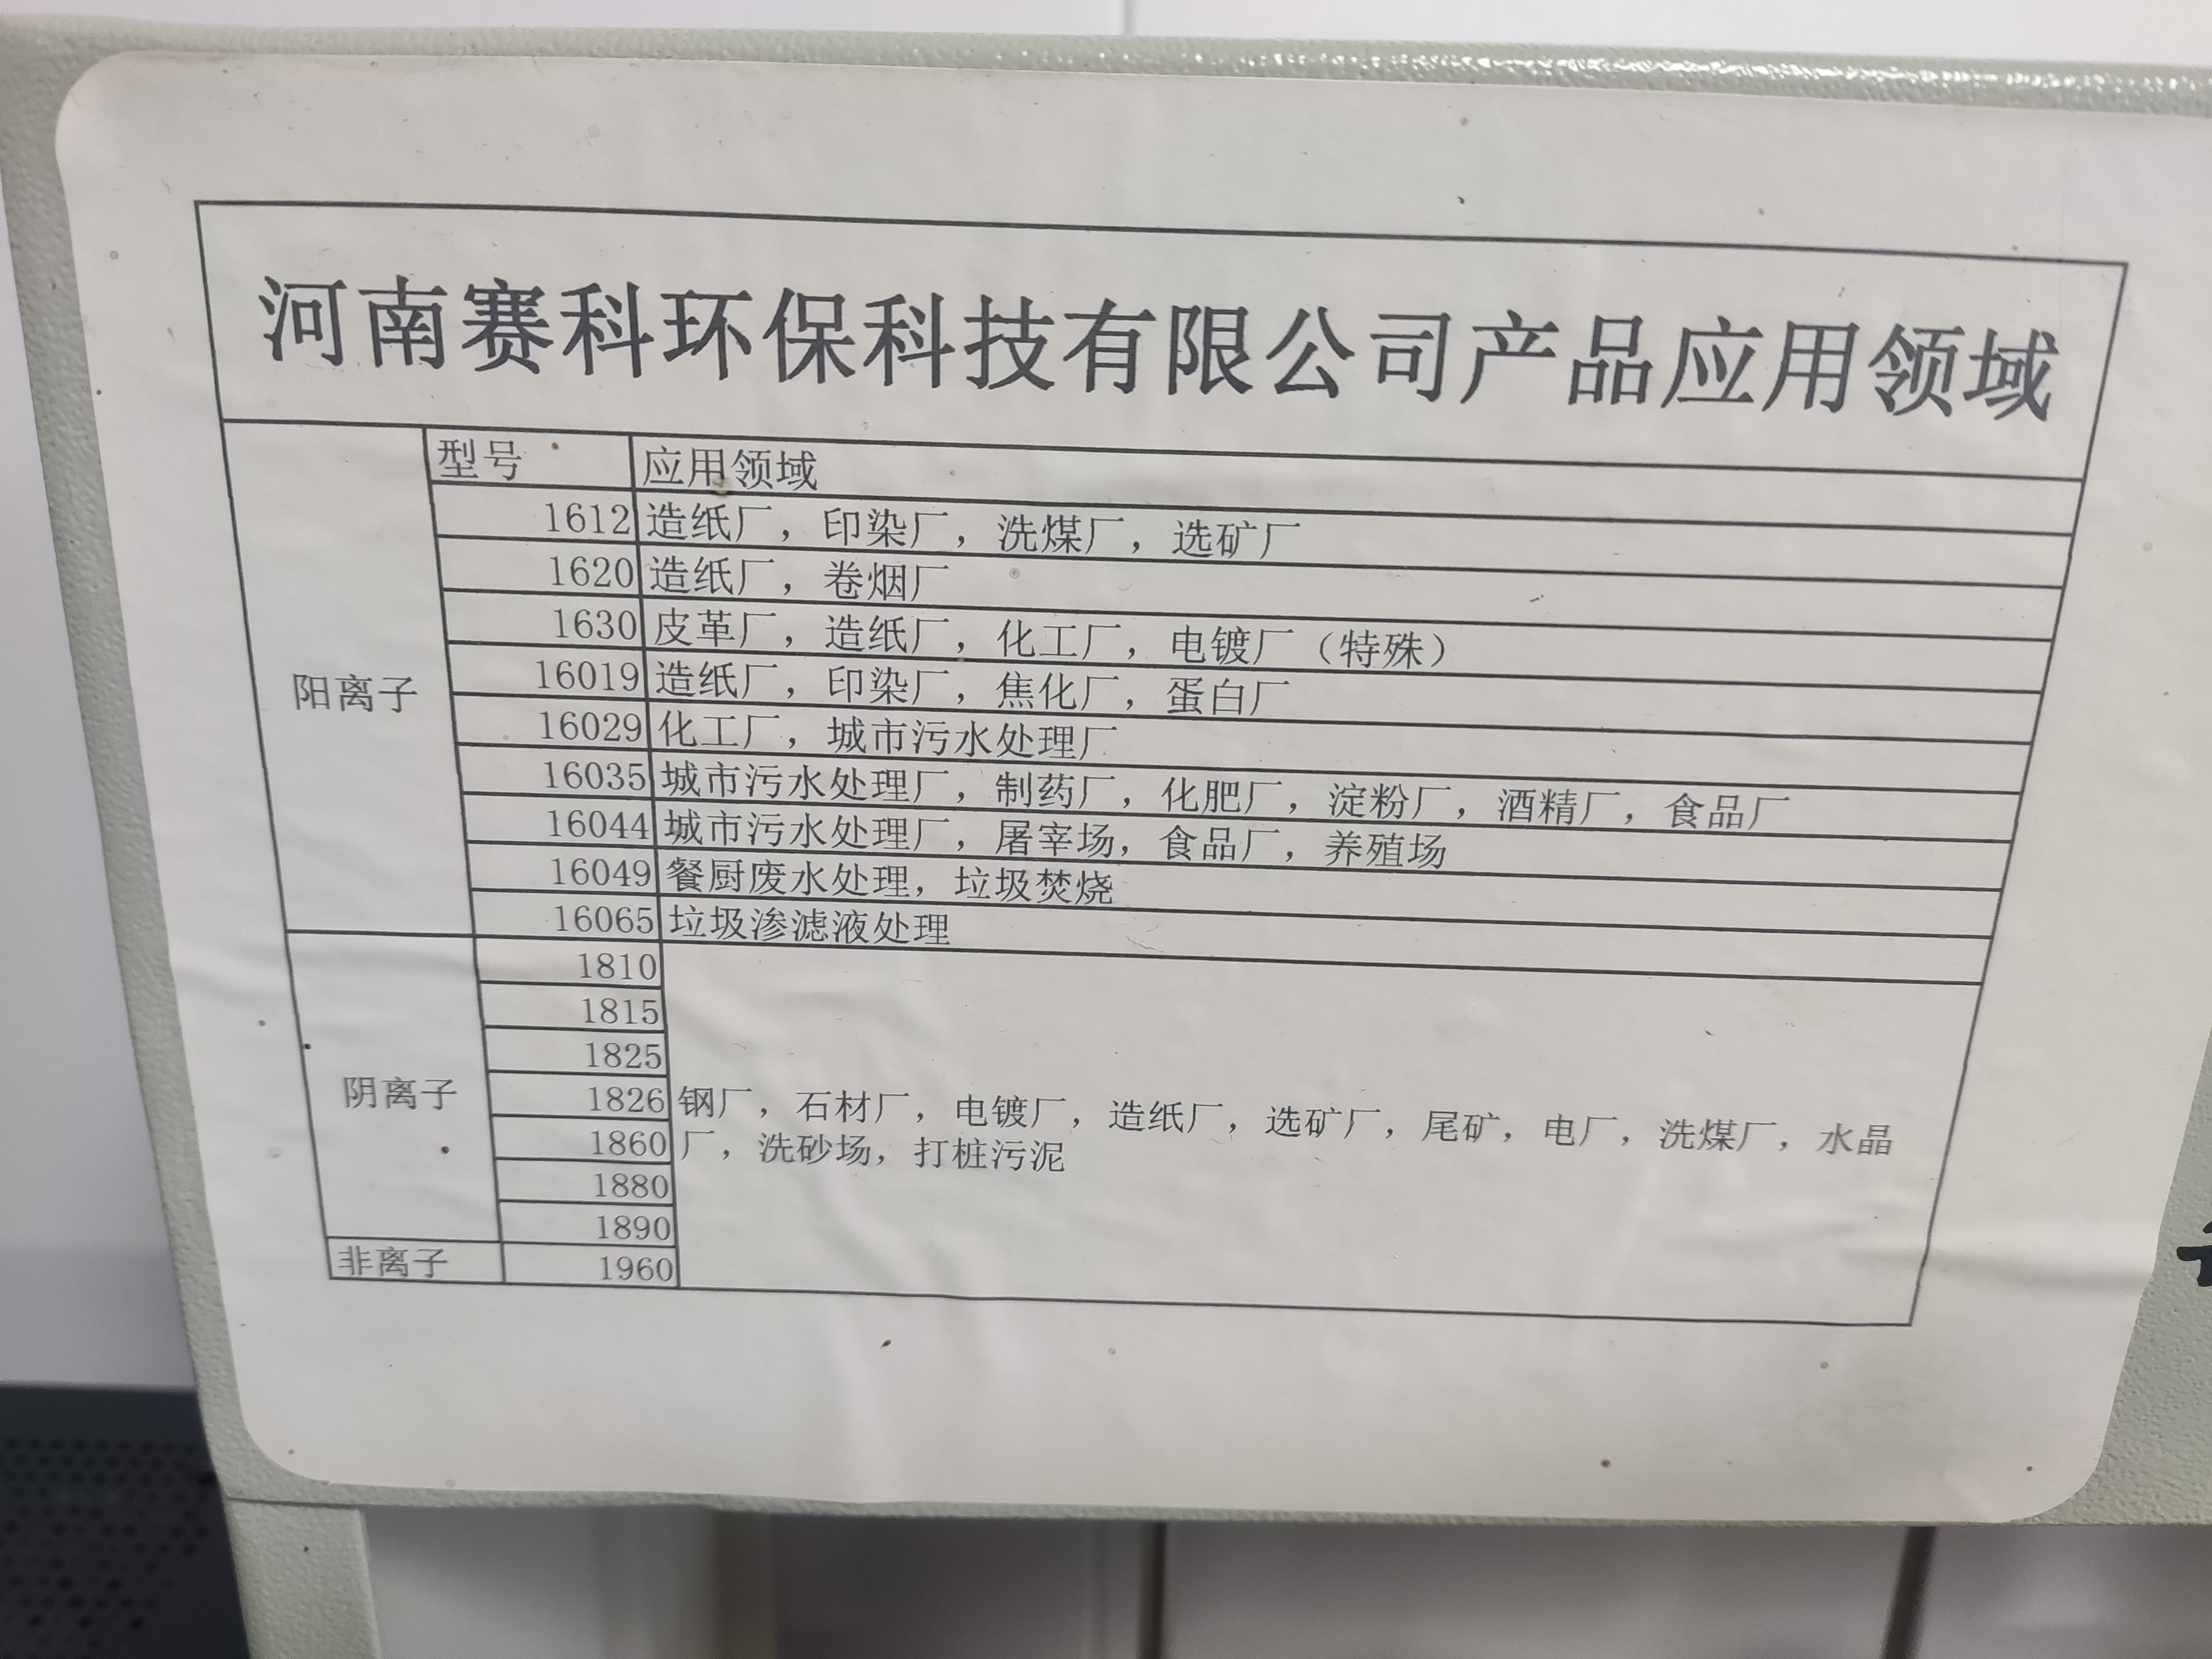 河南赛科环保科技有限公司产品应用领域
型号 应用领域
1612 造纸厂，印染厂，洗煤厂，选矿厂
1620 造纸厂，卷烟厂
1630 皮革厂，造纸厂，化工厂，电镀厂（特殊）
16019 造纸厂，印染厂，焦化厂，蛋白厂
阳离子
16029 化工厂，城市污水处理厂
16035 城市污水处理厂，制药厂，化肥厂，淀粉厂，酒精厂，食品厂
16044 城市污水处理厂，屠宰场，食品厂，养殖场
16049 餐厨废水处理，垃圾焚烧
16065 垃圾渗滤液处理
1810
1815
1825
阴离子
1826 钢厂，石材厂，电镀厂，造纸厂，选矿厂，尾矿，电厂，洗煤厂，水晶
1860 厂，洗砂场，打桩污泥
1880
1890
非离子 1960